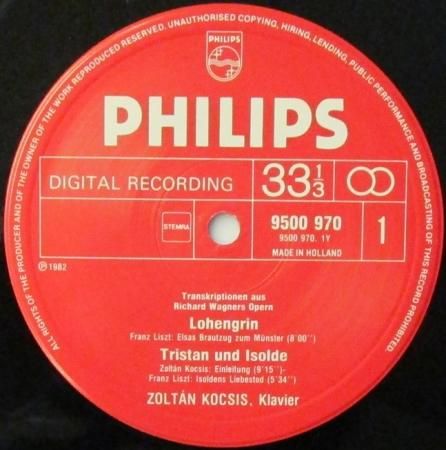 ALL RIGHTS OF THE PRODUCER AND OF THE OWNER OF THE WORK REPRODUCED RESERVED. UNAUTHORISED COPYING, HIRING, LENDING, PUBLIC PERFORMANCE AND BROADCASTING OF THIS RECORD PROHIBITED.
PHILIPS
PHILIPS
DIGITAL RECORDING
33 1/3
STEMRA
9500 970
9500 970. 1Y
MADE IN HOLLAND
1
℗ 1982
Transkriptionen aus
Richard Wagners Opern
Lohengrin
Franz Liszt: Elsas Brautzug zum Münster (8'00'')
Tristan und Isolde
Zoltán Kocsis: Einleitung (9'15'')-
Franz Liszt: Isoldens Liebestod (5'34'')
ZOLTÁN KOCSIS, Klavier